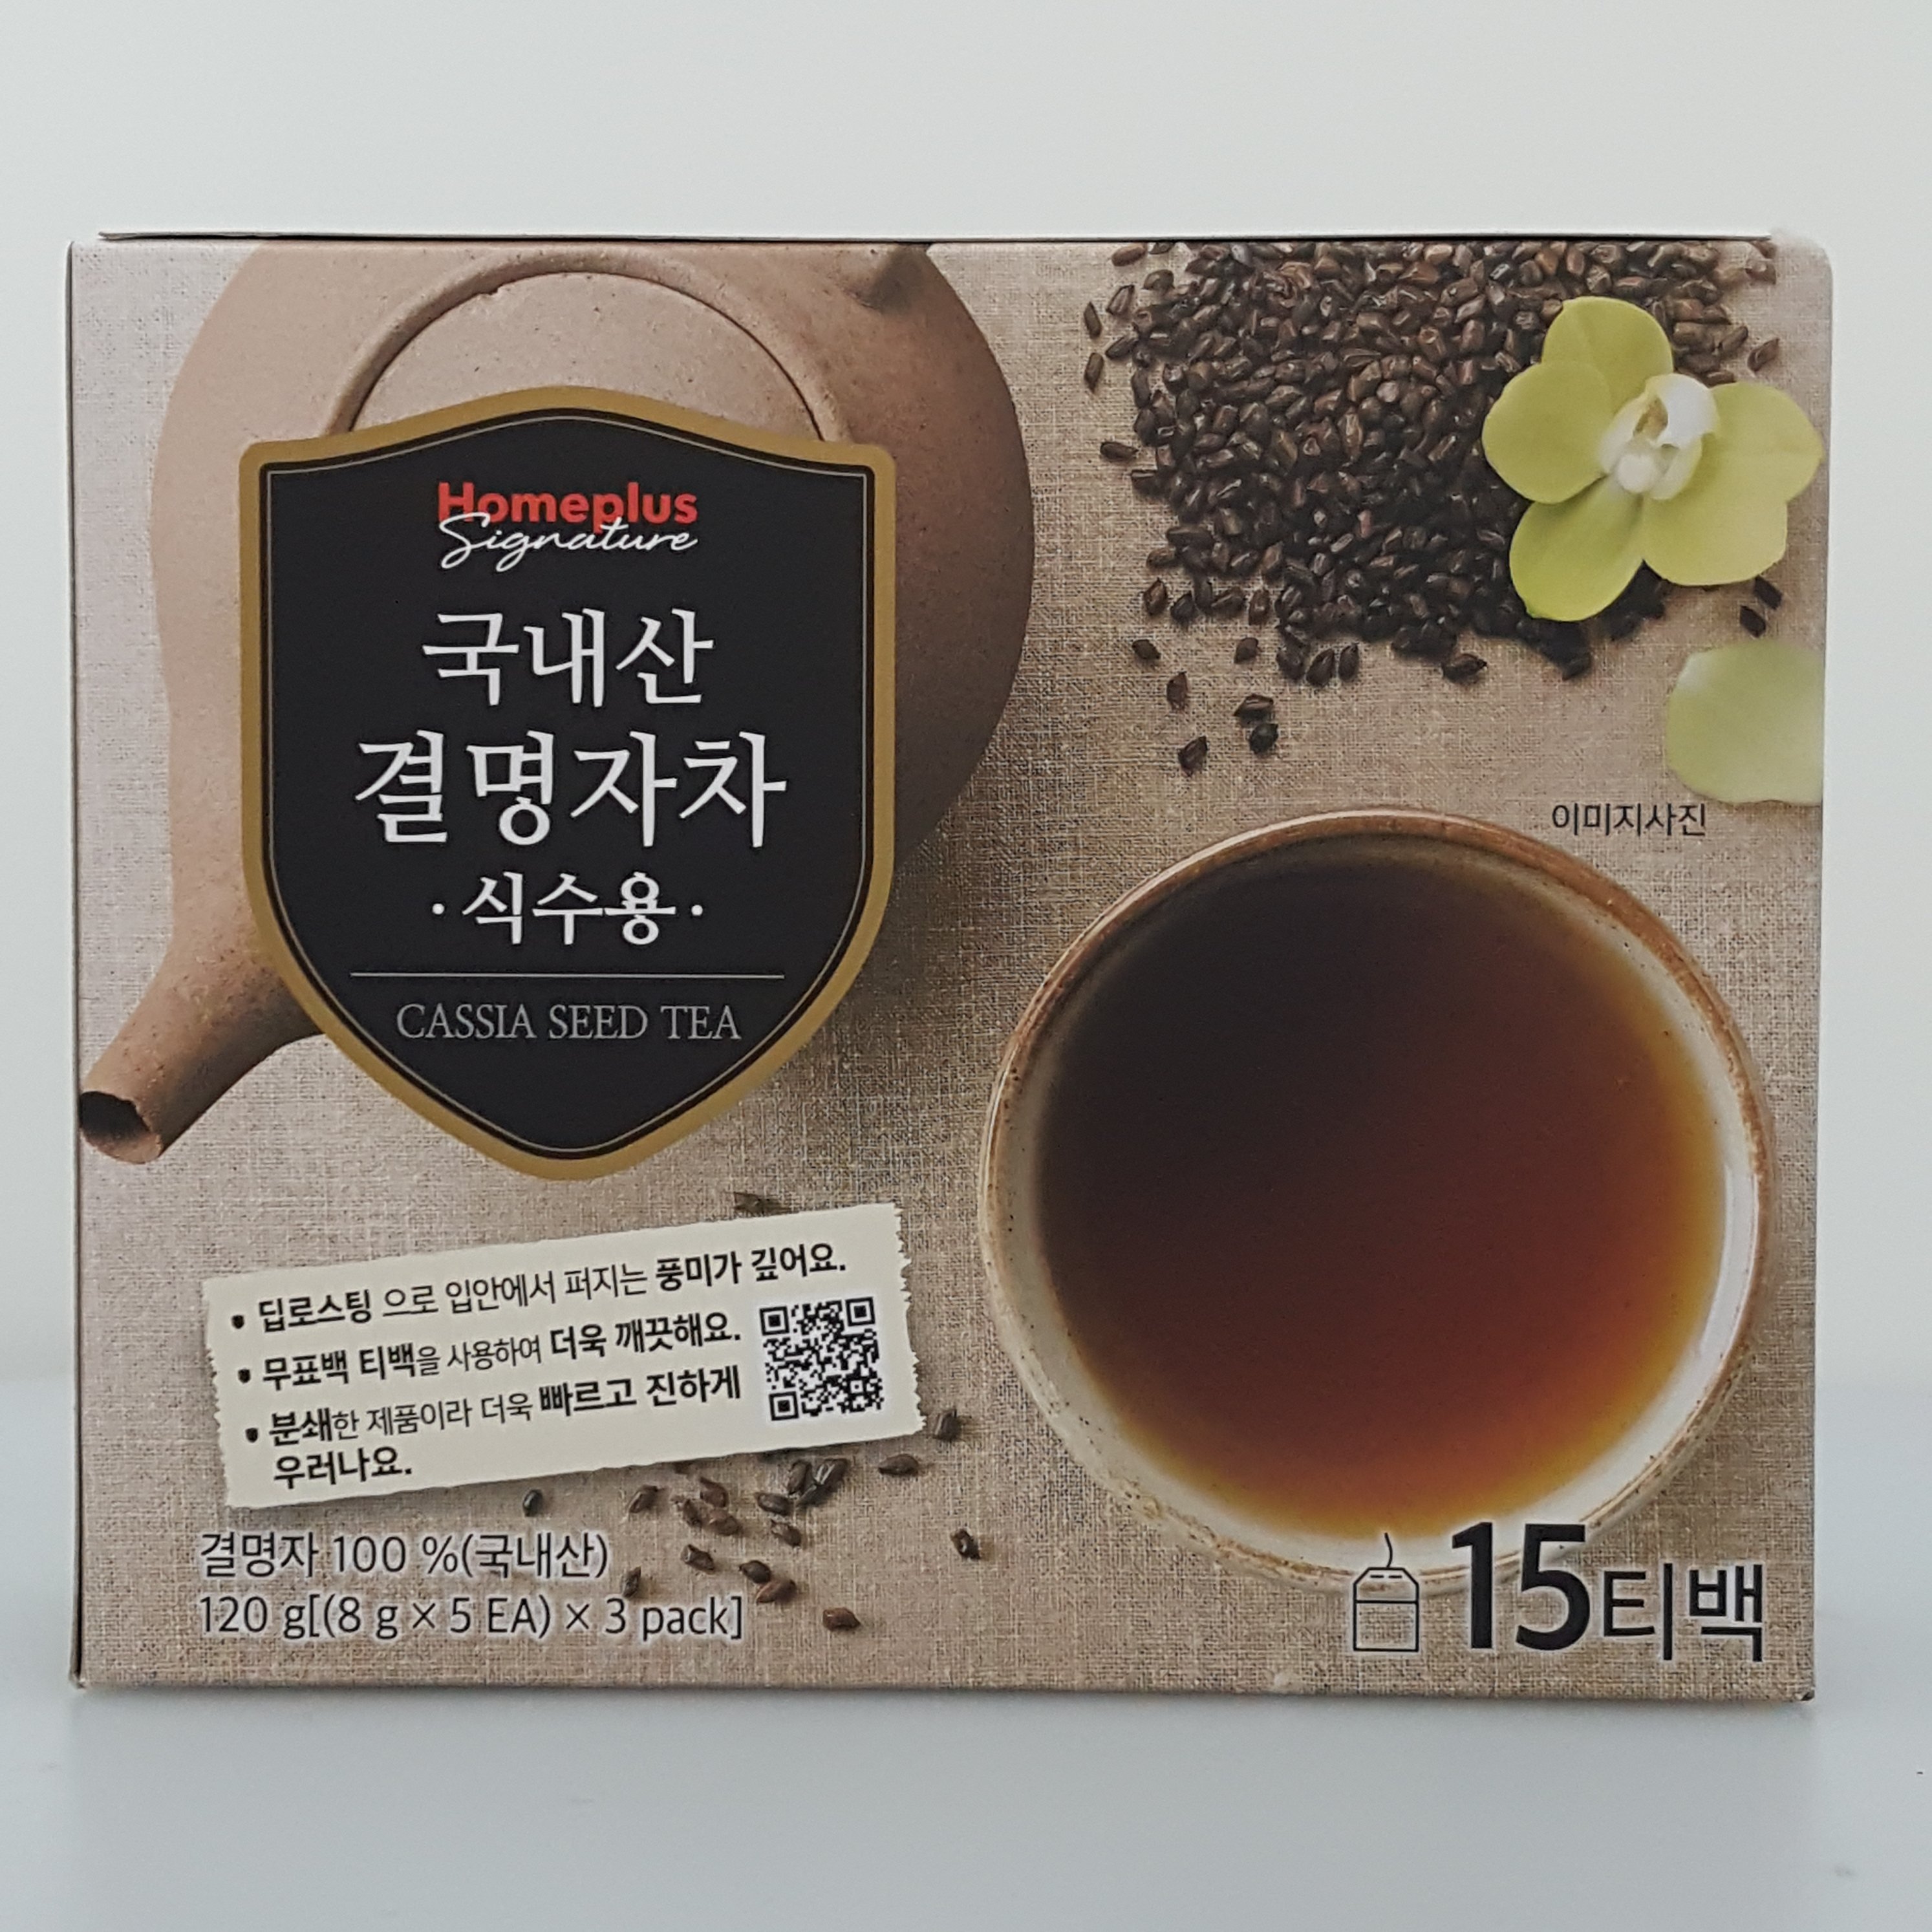 Homeplus
Signature
국내산
결명자차
·식수용·
CASSIA SEED TEA
이미지사진
• 딥로스팅 으로 입안에서 퍼지는 풍미가 깊어요.
• 무표백 티백을 사용하여 더욱 깨끗해요.
• 분쇄한 제품이라 더욱 빠르고 진하게
우러나요.
결명자 100 %(국내산)
120 g[(8 g × 5 EA) × 3 pack]
15티백